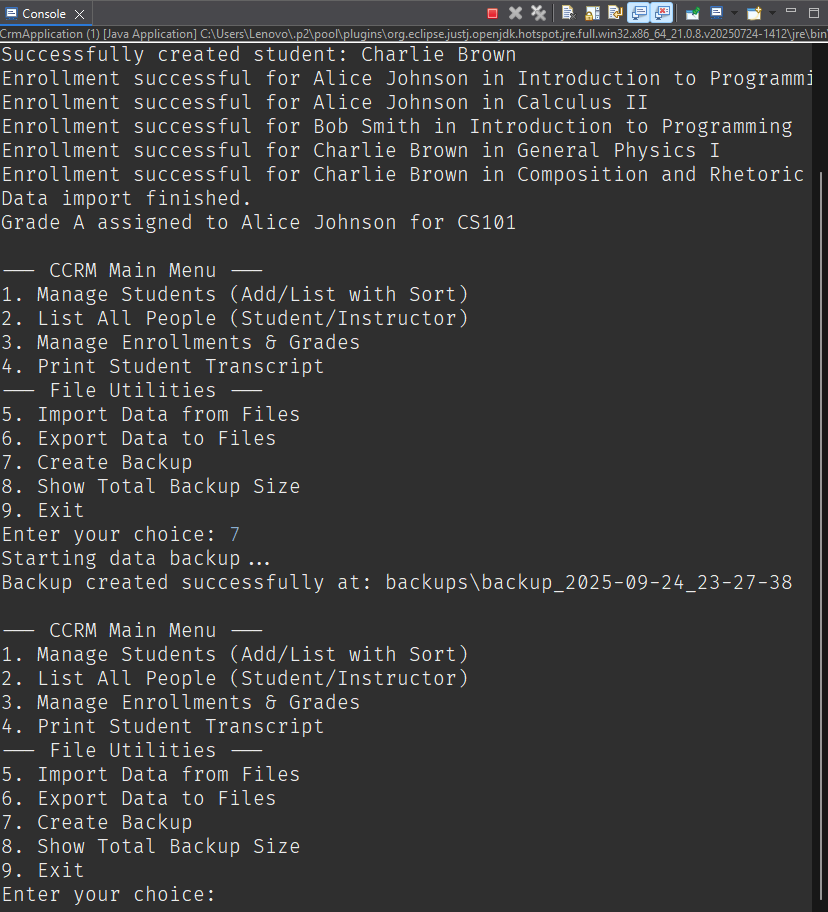 Console
CrmApplication (1) [Java Application] C:\Users\Lenovo\.p2\pool\plugins\org.eclipse.justj.openjdk.hotspot.jre.full.win32.x86_64_21.0.8.v20250724-1412\jre\bin\
Successfully created student: Charlie Brown
Enrollment successful for Alice Johnson in Introduction to Programmi
Enrollment successful for Alice Johnson in Calculus II
Enrollment successful for Bob Smith in Introduction to Programming
Enrollment successful for Charlie Brown in General Physics I
Enrollment successful for Charlie Brown in Composition and Rhetoric
Data import finished.
Grade A assigned to Alice Johnson for CS101
--- CCRM Main Menu ---
1. Manage Students (Add/List with Sort)
2. List All People (Student/Instructor)
3. Manage Enrollments & Grades
4. Print Student Transcript
--- File Utilities ---
5. Import Data from Files
6. Export Data to Files
7. Create Backup
8. Show Total Backup Size
9. Exit
Enter your choice: 7
Starting data backup...
Backup created successfully at: backups\backup_2025-09-24_23-27-38
--- CCRM Main Menu ---
1. Manage Students (Add/List with Sort)
2. List All People (Student/Instructor)
3. Manage Enrollments & Grades
4. Print Student Transcript
--- File Utilities ---
5. Import Data from Files
6. Export Data to Files
7. Create Backup
8. Show Total Backup Size
9. Exit
Enter your choice: